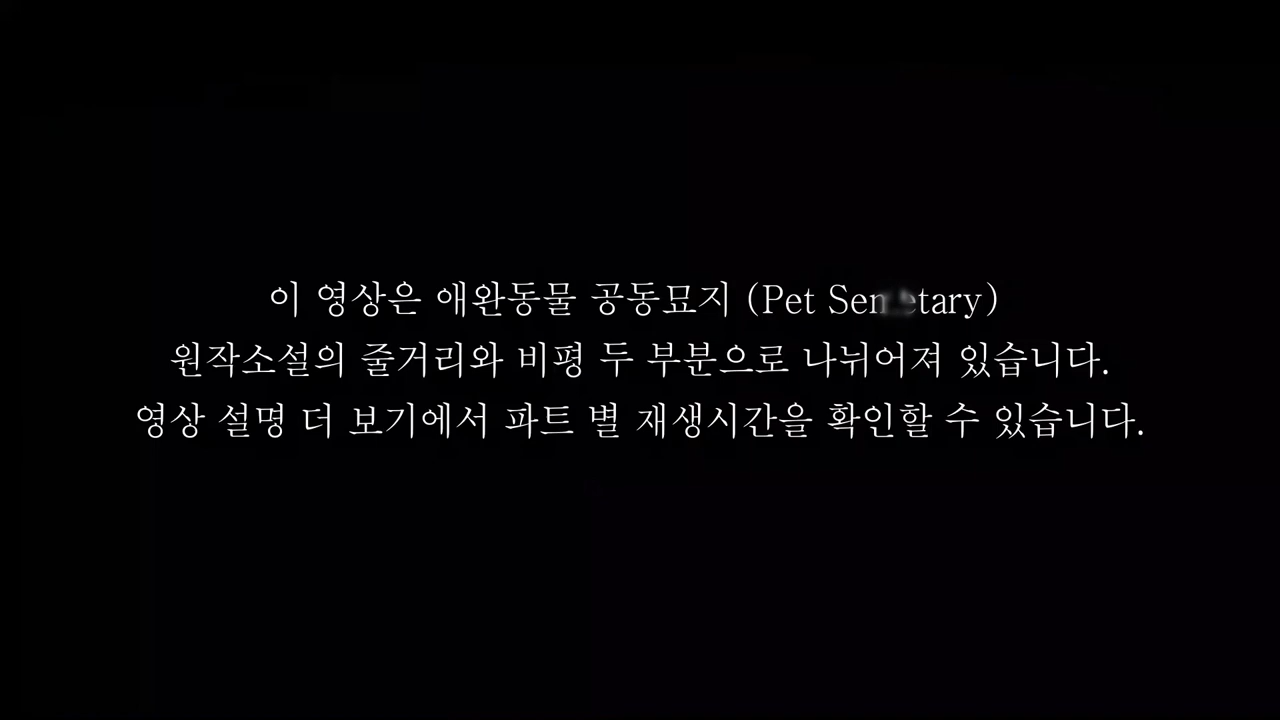 이 영상은 애완동물 공동묘지 (Pet
원작소설의 줄거리와 비평 두 부분으로 나뉘어져 있습니다.
영상 설명 더 보기에서 파트 별 재생시간을 확인할 수 있습니다.